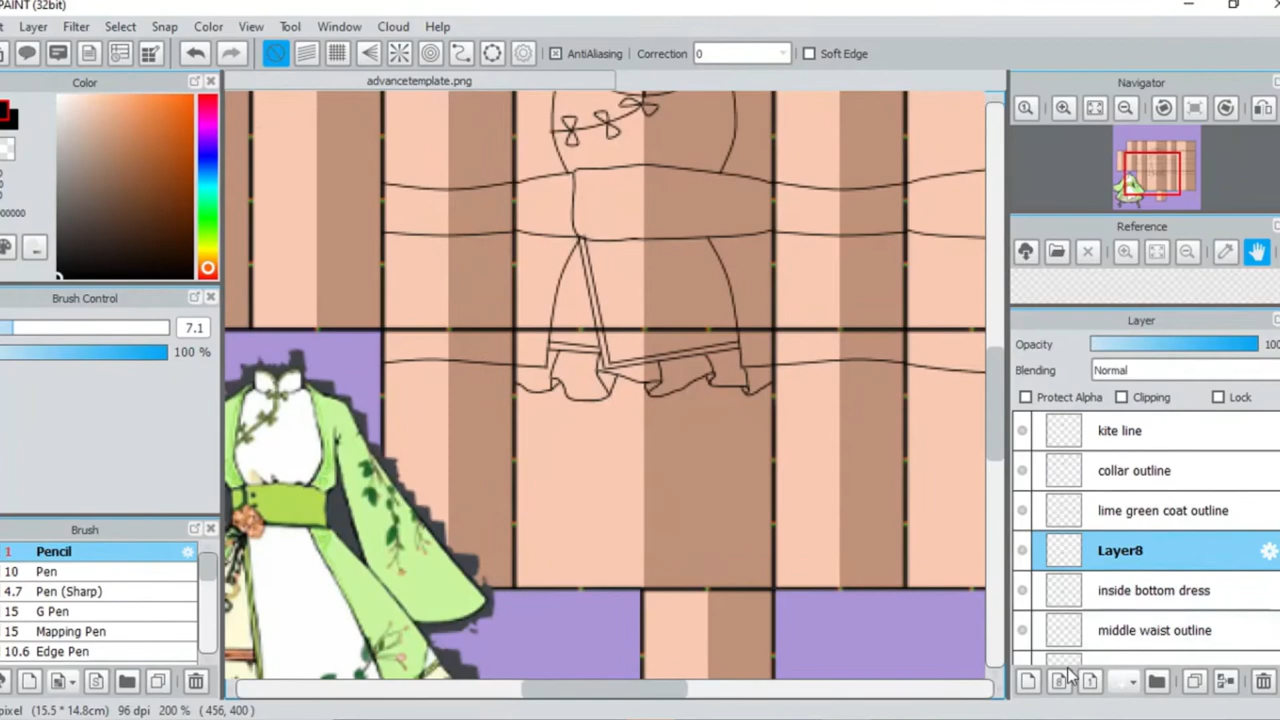 PAINT (32bit)
Layer Filter Select Snap Color View Tool Window Cloud Help
AntiAliasing Correction 0 Soft Edge
Color
advancetemplate.png
Navigator
00000
Reference
Brush Control
7.1
100 %
Layer
Opacity 100
Blending Normal
Protect Alpha Clipping Lock
kite line
collar outline
lime green coat outline
Layer8
inside bottom dress
middle waist outline
Brush
1 Pencil
10 Pen
4.7 Pen (Sharp)
15 G Pen
15 Mapping Pen
10.6 Edge Pen
pixel (15.5 * 14.8cm) 96 dpi 200 % ( 456, 400 )